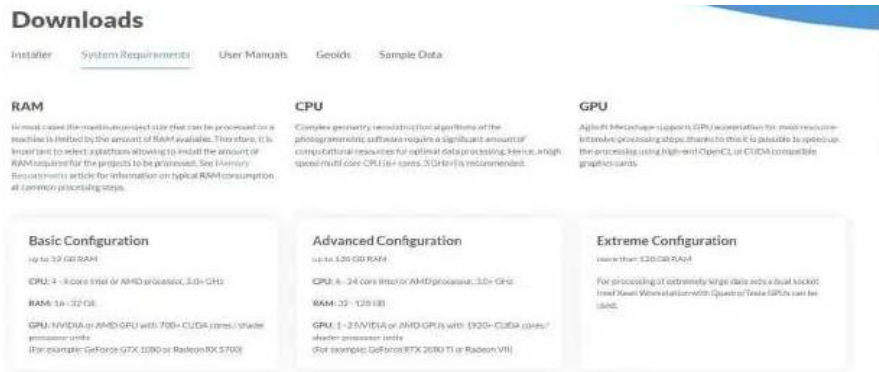 Downloads
Installer System Requirements User Manuals Geoids Sample Data
RAM
In most cases the maximum project size that can be processed on a
machine is limited by the amount of RAM available. Therefore, it is
important to select a platform allowing to install the amount of
RAM required for the projects to be processed. See Memory
Requirements article for information on typical RAM consumption
at common processing steps.
CPU
Complex geometry reconstruction algorithms of the
photogrammetric software require a significant amount of
computational resources for optimal data processing. Hence, a high
speed multi core CPU (6+ cores, 3 GHz+) is recommended.
GPU
Agisoft Metashape supports GPU acceleration for most resource-
intensive processing steps, thanks to this it is possible to speed up
the processing using high-end OpenCL or CUDA compatible
graphics cards.
Basic Configuration
up to 32 GB RAM
CPU: 4 - 8 core Intel or AMD processor, 2.0+ GHz
RAM: 16 - 32 GB
GPU: NVIDIA or AMD GPU with 700+ CUDA cores / shader
processor units
(For example: GeForce GTX 1080 or Radeon RX 5700)
Advanced Configuration
up to 128 GB RAM
CPU: 6 - 24 core Intel or AMD processor, 3.0+ GHz
RAM: 32 - 128 GB
GPU: 1 - 2 NVIDIA or AMD GPUs with 1920+ CUDA cores /
shader processor units
(For example: GeForce RTX 2080 Ti or Radeon VII)
Extreme Configuration
more than 128 GB RAM
For processing of extremely large data sets a dual socket
Intel Xeon Workstation with Quadro/Tesla GPUs can be
used.